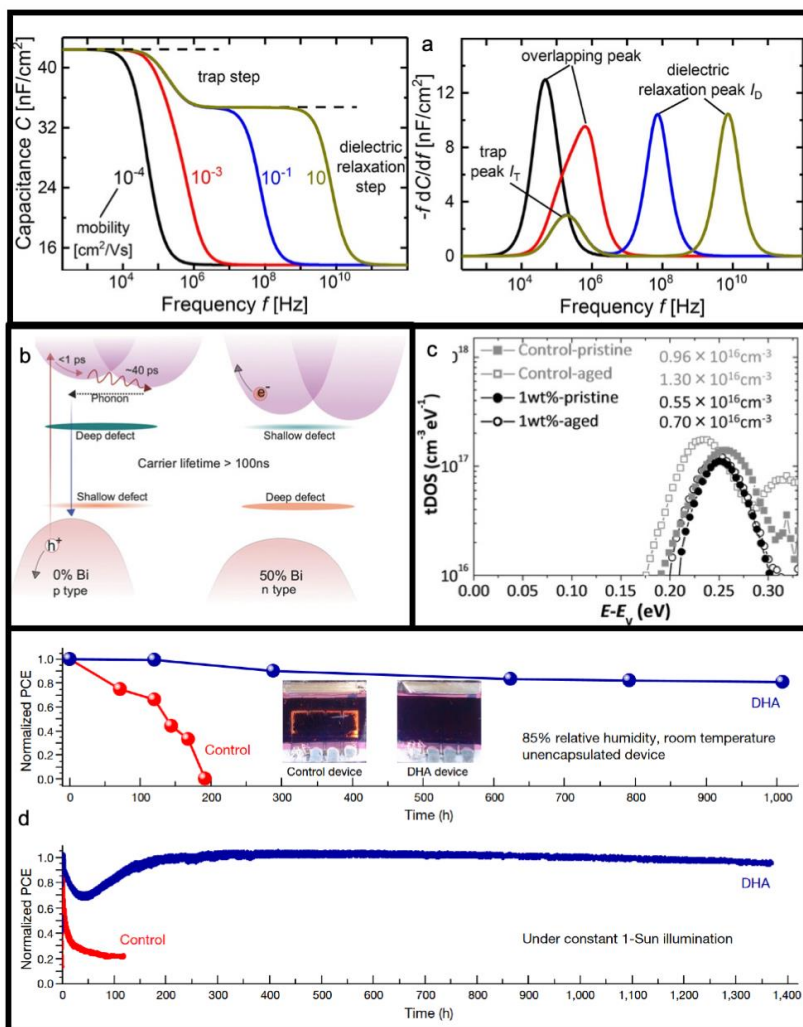 a
Capacitance C [nF/cm²]
42
33
24
15
trap step
dielectric
relaxation
step
10⁻⁴
10⁻³
10⁻¹
10
mobility
[cm²/Vs]
10⁴ 10⁶ 10⁸ 10¹⁰
Frequency f [Hz]
-f dC/df [nF/cm²]
12
8
4
0
overlapping peak
dielectric
relaxation peak I_D
trap
peak I_T
10⁴ 10⁶ 10⁸ 10¹⁰
Frequency f [Hz]
b
<1 ps
~40 ps
Phonon
e⁻
Deep defect
Shallow defect
Carrier lifetime > 100ns
Shallow defect
Deep defect
h⁺
0% Bi
p type
50% Bi
n type
c
Control-pristine 0.96 × 10¹⁶cm⁻³
Control-aged 1.30 × 10¹⁶cm⁻³
1wt%-pristine 0.55 × 10¹⁶cm⁻³
1wt%-aged 0.70 × 10¹⁶cm⁻³
tDOS (cm⁻³ eV⁻¹)
10¹⁸
10¹⁷
10¹⁶
0.00 0.05 0.10 0.15 0.20 0.25 0.30
E-Eᵥ (eV)
Normalized PCE
1.0
0.8
0.6
0.4
0.2
0.0
Control
DHA
Control device
DHA device
85% relative humidity, room temperature
unencapsulated device
0 100 200 300 400 500 600 700 800 900 1,000
Time (h)
d
Normalized PCE
1.0
0.8
0.6
0.4
0.2
0.0
DHA
Control
Under constant 1-Sun illumination
0 100 200 300 400 500 600 700 800 900 1,000 1,100 1,200 1,300 1,400
Time (h)